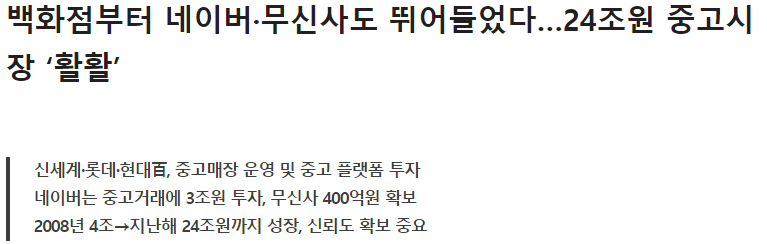 백화점부터 네이버·무신사도 뛰어들었다…24조원 중고시
장 ‘활활’
신세계·롯데·현대百, 중고매장 운영 및 중고 플랫폼 투자
네이버는 중고거래에 3조원 투자, 무신사 400억원 확보
2008년 4조→지난해 24조원까지 성장, 신뢰도 확보 중요